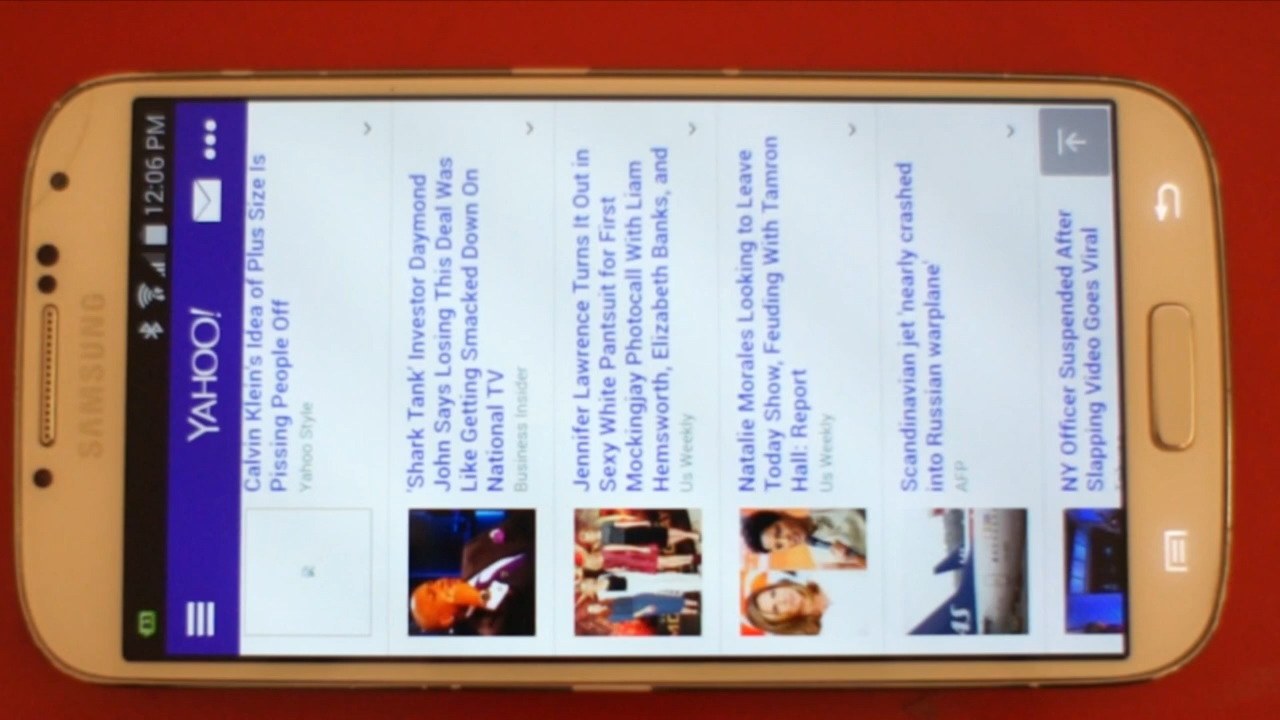 SAMSUNG
12:06 PM
YAHOO!
Calvin Klein's Idea of Plus Size Is
Pissing People Off
Yahoo Style
'Shark Tank' Investor Daymond
John Says Losing This Deal Was
Like Getting Smacked Down On
National TV
Business Insider
Jennifer Lawrence Turns It Out in
Sexy White Pantsuit for First
Mockingjay Photocall With Liam
Hemsworth, Elizabeth Banks, and
Us Weekly
Natalie Morales Looking to Leave
Today Show, Feuding With Tamron
Hall: Report
Us Weekly
Scandinavian jet 'nearly crashed
into Russian warplane'
AFP
SAS
NY Officer Suspended After
Slapping Video Goes Viral